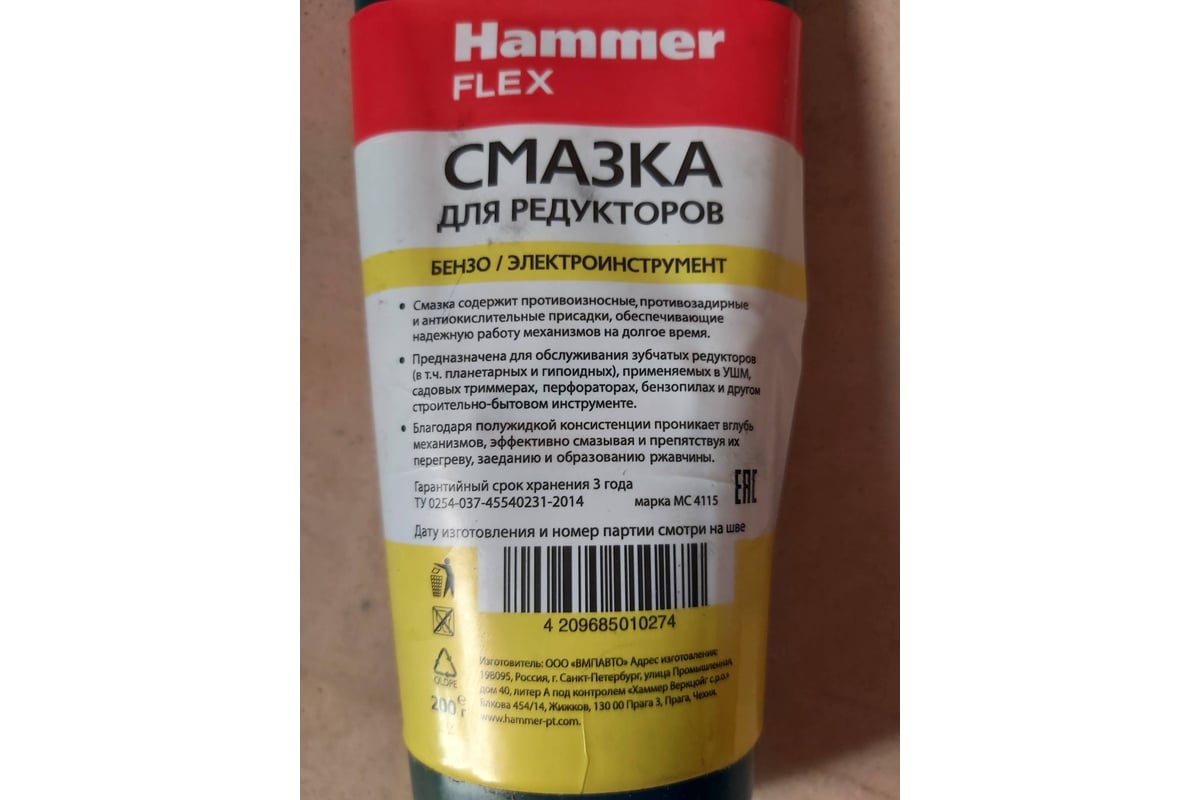 Hammer
FLEX
СМАЗКА
ДЛЯ РЕДУКТОРОВ
БЕНЗО / ЭЛЕКТРОИНСТРУМЕНТ
• Смазка содержит противоизносные, противозадирные
и антиокислительные присадки, обеспечивающие
надежную работу механизмов на долгое время.
• Предназначена для обслуживания зубчатых редукторов
(в т.ч. планетарных и гипоидных), применяемых в УШМ,
садовых триммерах, перфораторах, бензопилах и другом
строительно-бытовом инструменте.
• Благодаря полужидкой консистенции проникает вглубь
механизмов, эффективно смазывая и препятствуя их
перегреву, заеданию и образованию ржавчины.
Гарантийный срок хранения 3 года
ТУ 0254-037-45540231-2014 марка МС 4115 EAC
Дату изготовления и номер партии смотри на шве
4 209685010274
Изготовитель: ООО «ВМПАВТО» Адрес изготовления:
198095, Россия, г. Санкт-Петербург, улица Промышленная,
дом 40, литер А под контролем «Хаммер Веркцойг с.р.о.»
Влкова 454/14, Жижков, 130 00 Прага 3, Прага, Чехия.
www.hammer-pt.com.
C/LDPE
200 г e